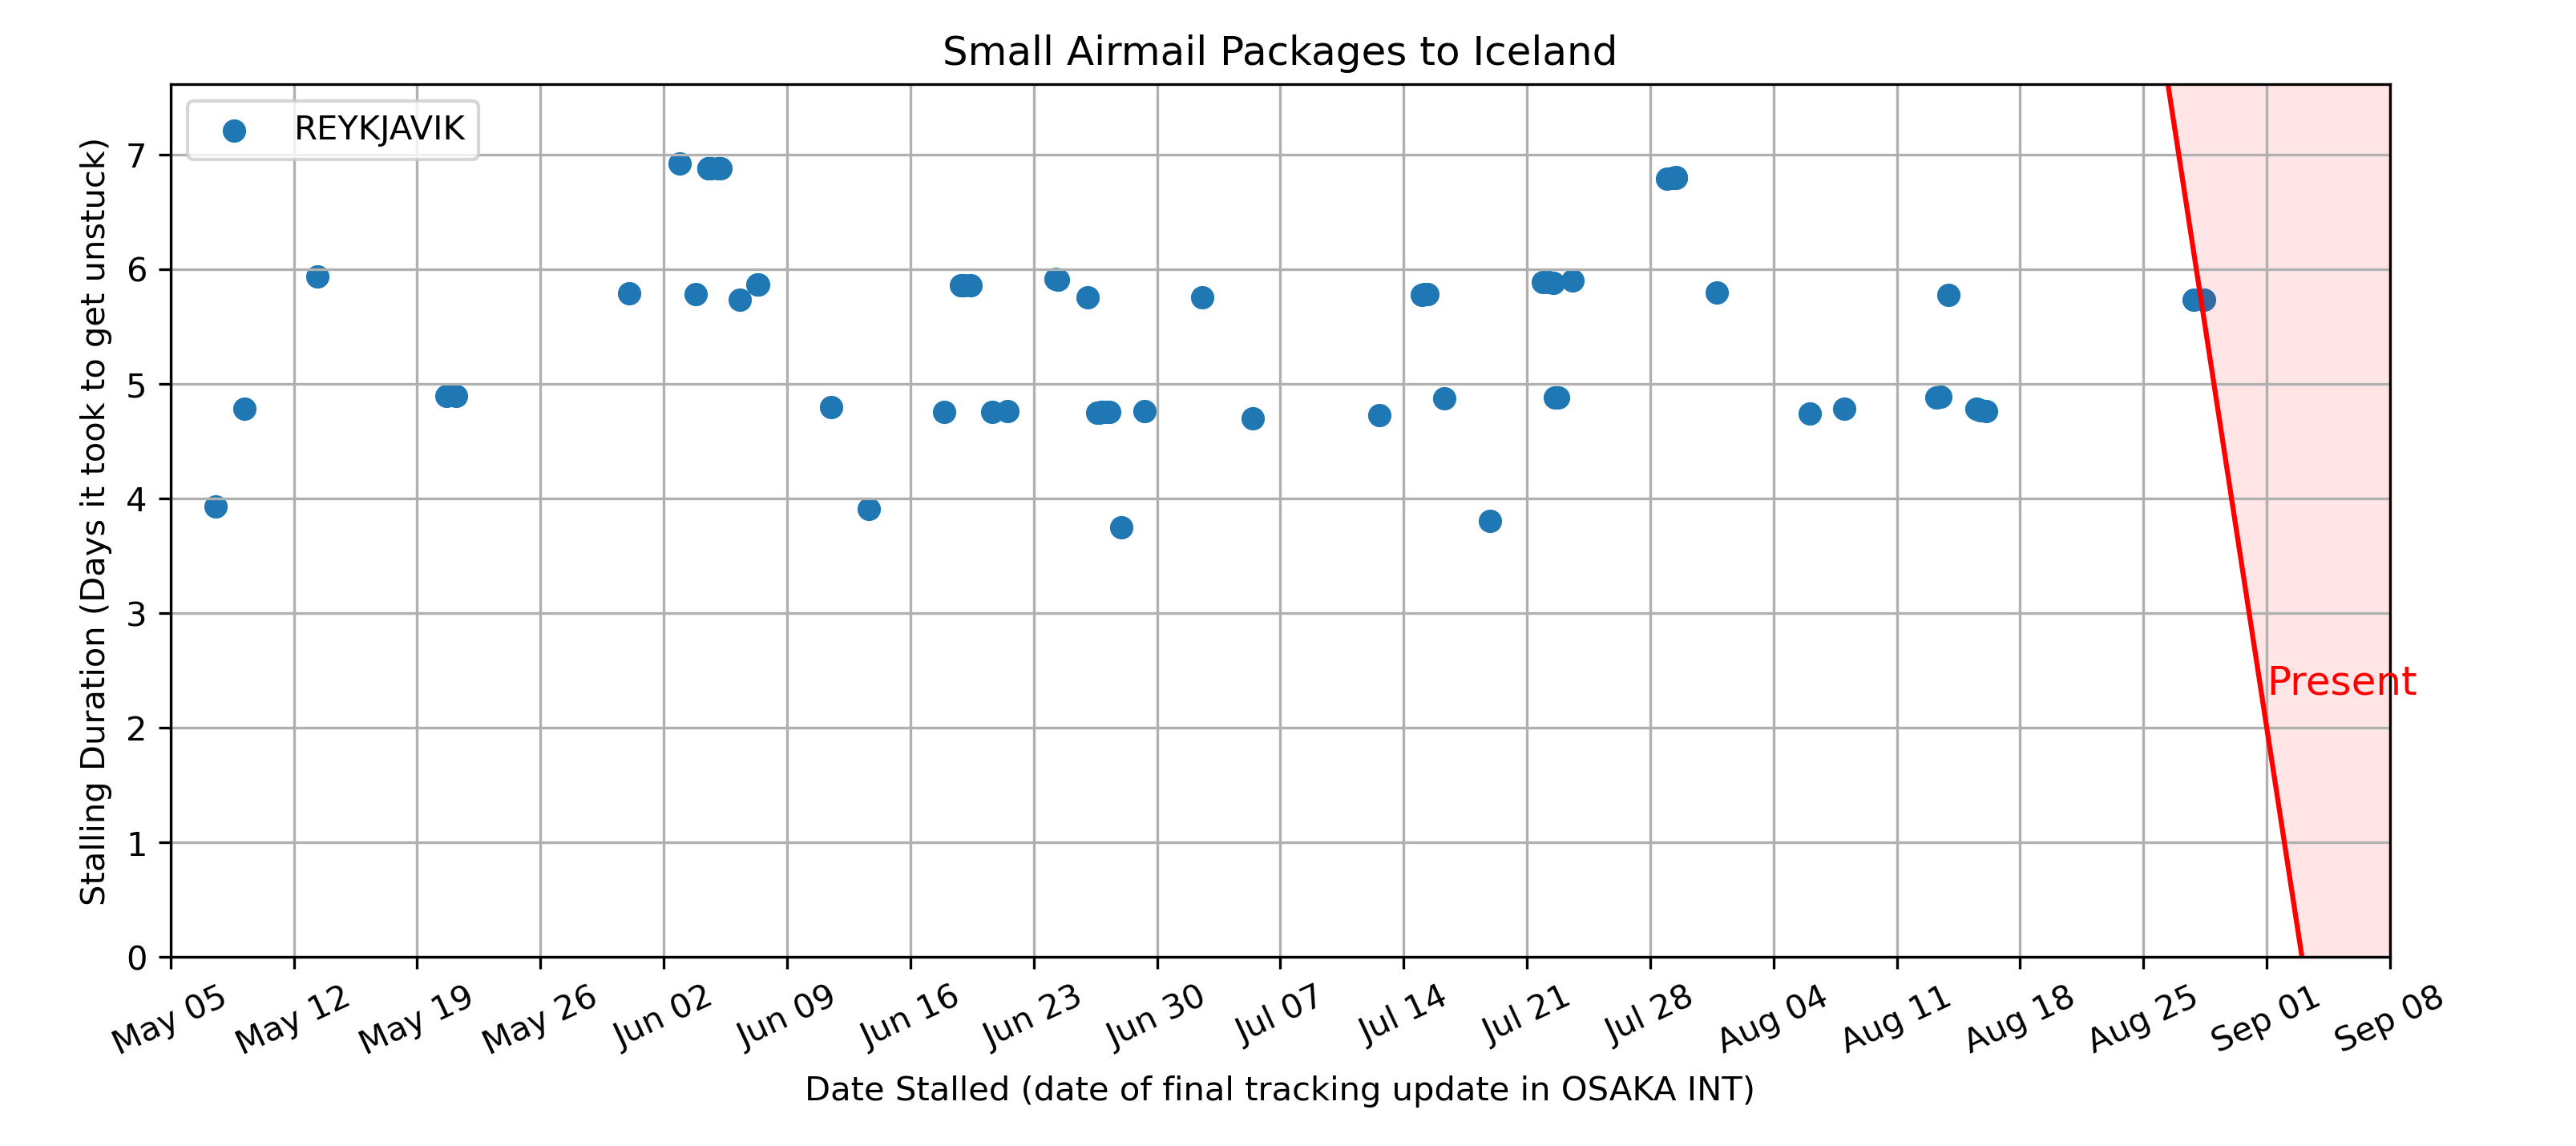 Small Airmail Packages to Iceland
REYKJAVIK
Stalling Duration (Days it took to get unstuck)
7
6
5
4
3
2
1
0
Present
May 05
May 12
May 19
May 26
Jun 02
Jun 09
Jun 16
Jun 23
Jun 30
Jul 07
Jul 14
Jul 21
Jul 28
Aug 04
Aug 11
Aug 18
Aug 25
Sep 01
Sep 08
Date Stalled (date of final tracking update in OSAKA INT)